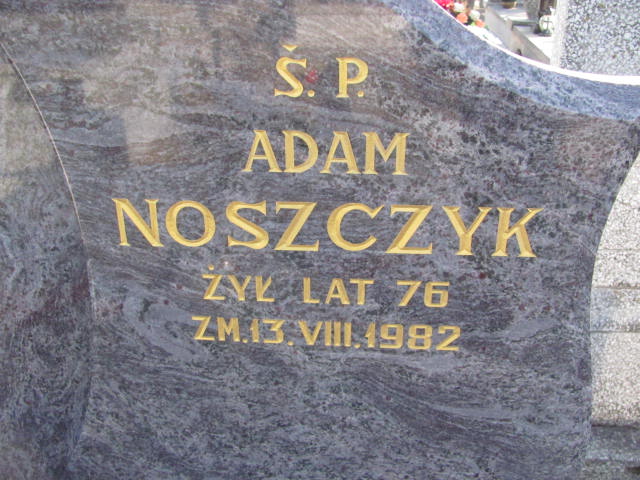 Ś. P.
ADAM
NOSZCZYK
ŻYŁ LAT 76
ZM. 13. VIII. 1982